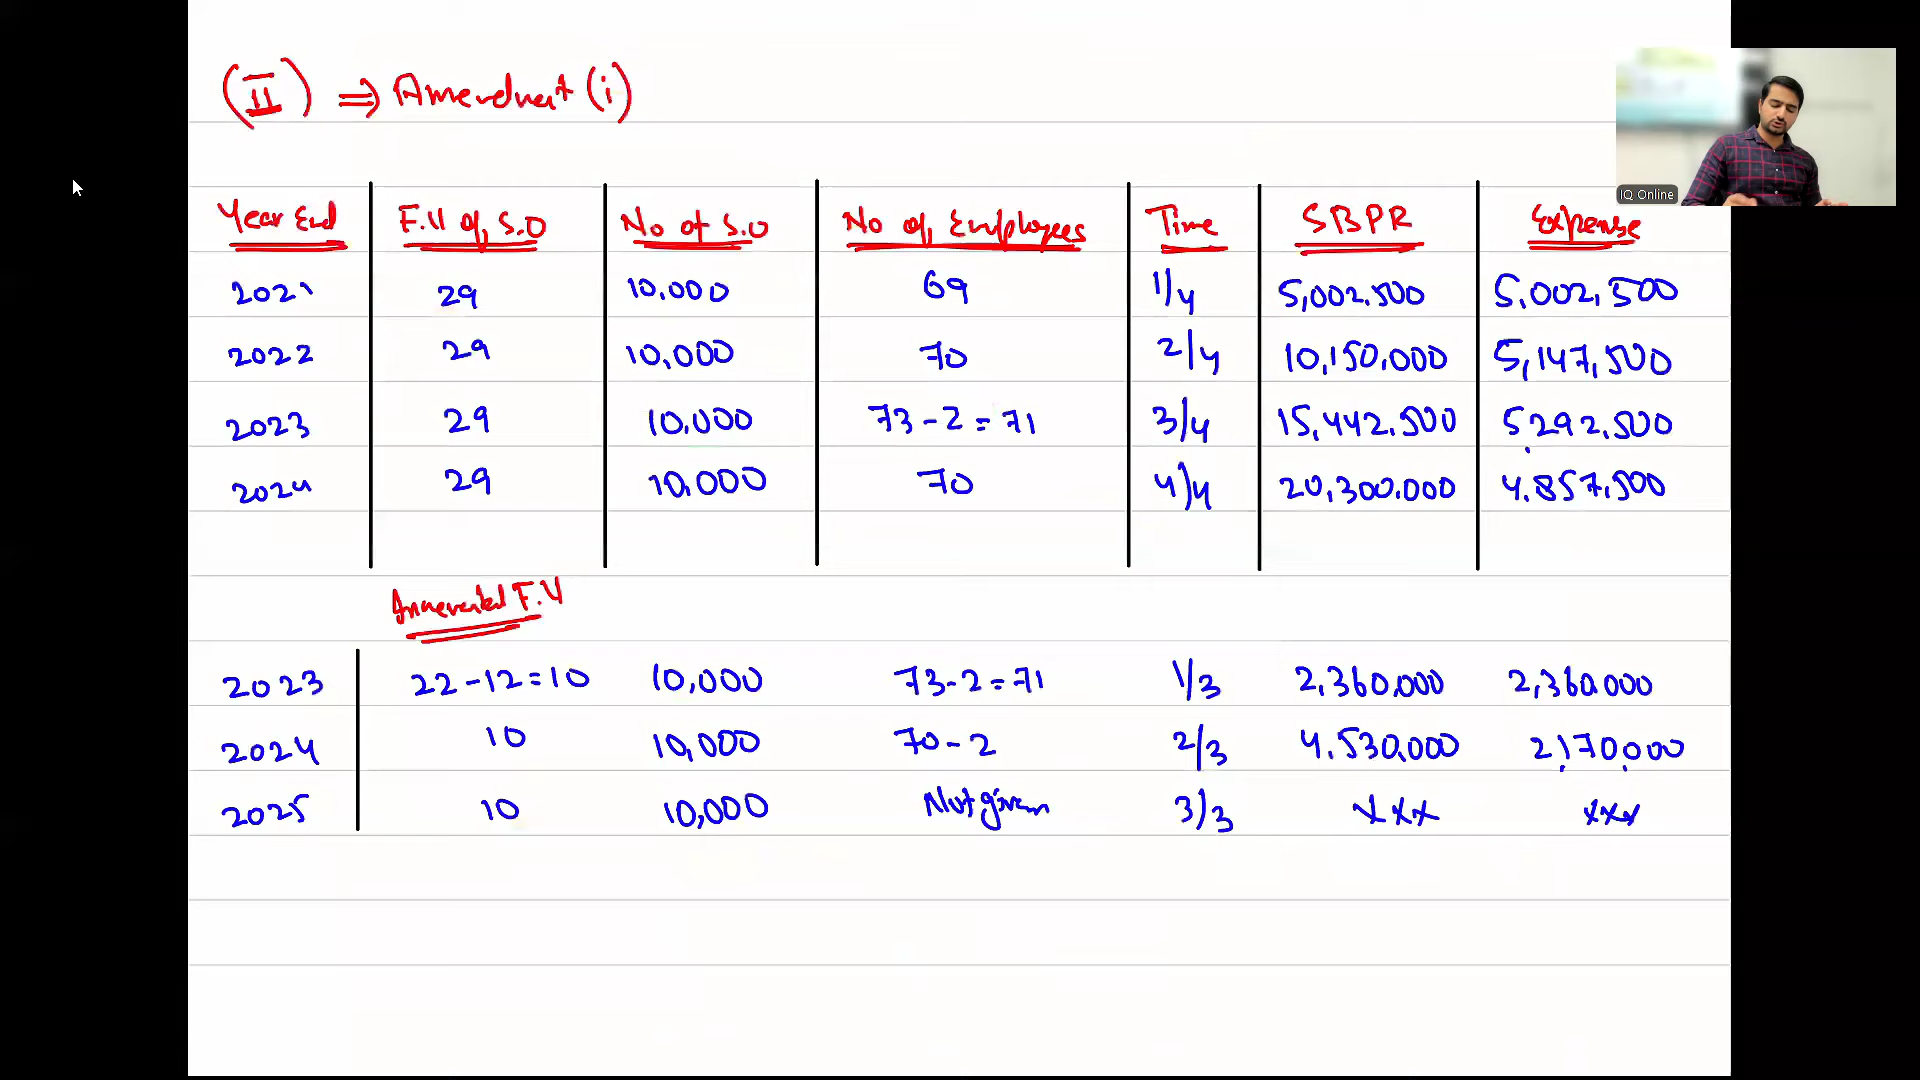 (II) ⇒ Amendment (i)
Year End F.V of S.O No of S.O No of Employees Time SBPR Expense
2021 29 10,000 69 1/4 5,002,500 5,002,500
2022 29 10,000 70 2/4 10,150,000 5,147,500
2023 29 10,000 73-2=71 3/4 15,442,500 5,292,500
2024 29 10,000 70 4/4 20,300,000 4,857,500
F.V
2023 22-12=10 10,000 73-2=71 1/3 2,360,000 2,360,000
2024 10 10,000 70-2 2/3 4,530,000 2,170,000
2025 10 10,000 Not given 3/3 xxx xxx
IQ Online